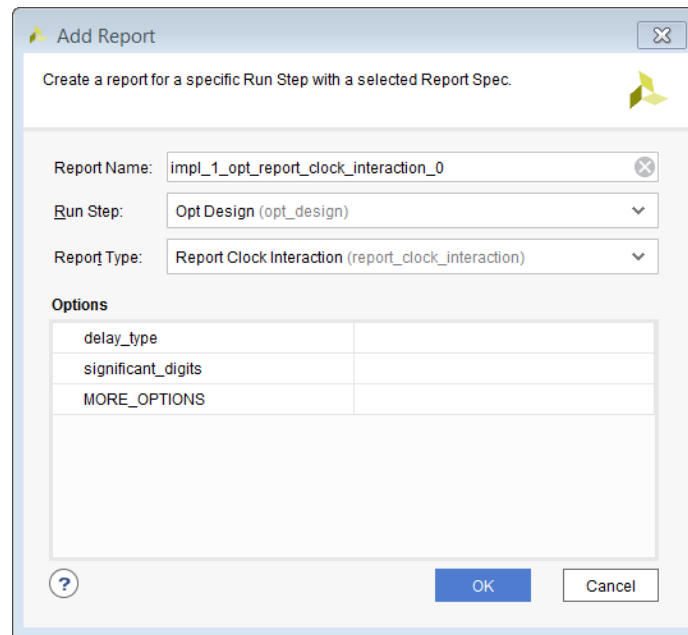 Add Report
Create a report for a specific Run Step with a selected Report Spec.
Report Name: impl_1_opt_report_clock_interaction_0
Run Step: Opt Design (opt_design)
Report Type: Report Clock Interaction (report_clock_interaction)
Options
delay_type
significant_digits
MORE_OPTIONS
? OK Cancel